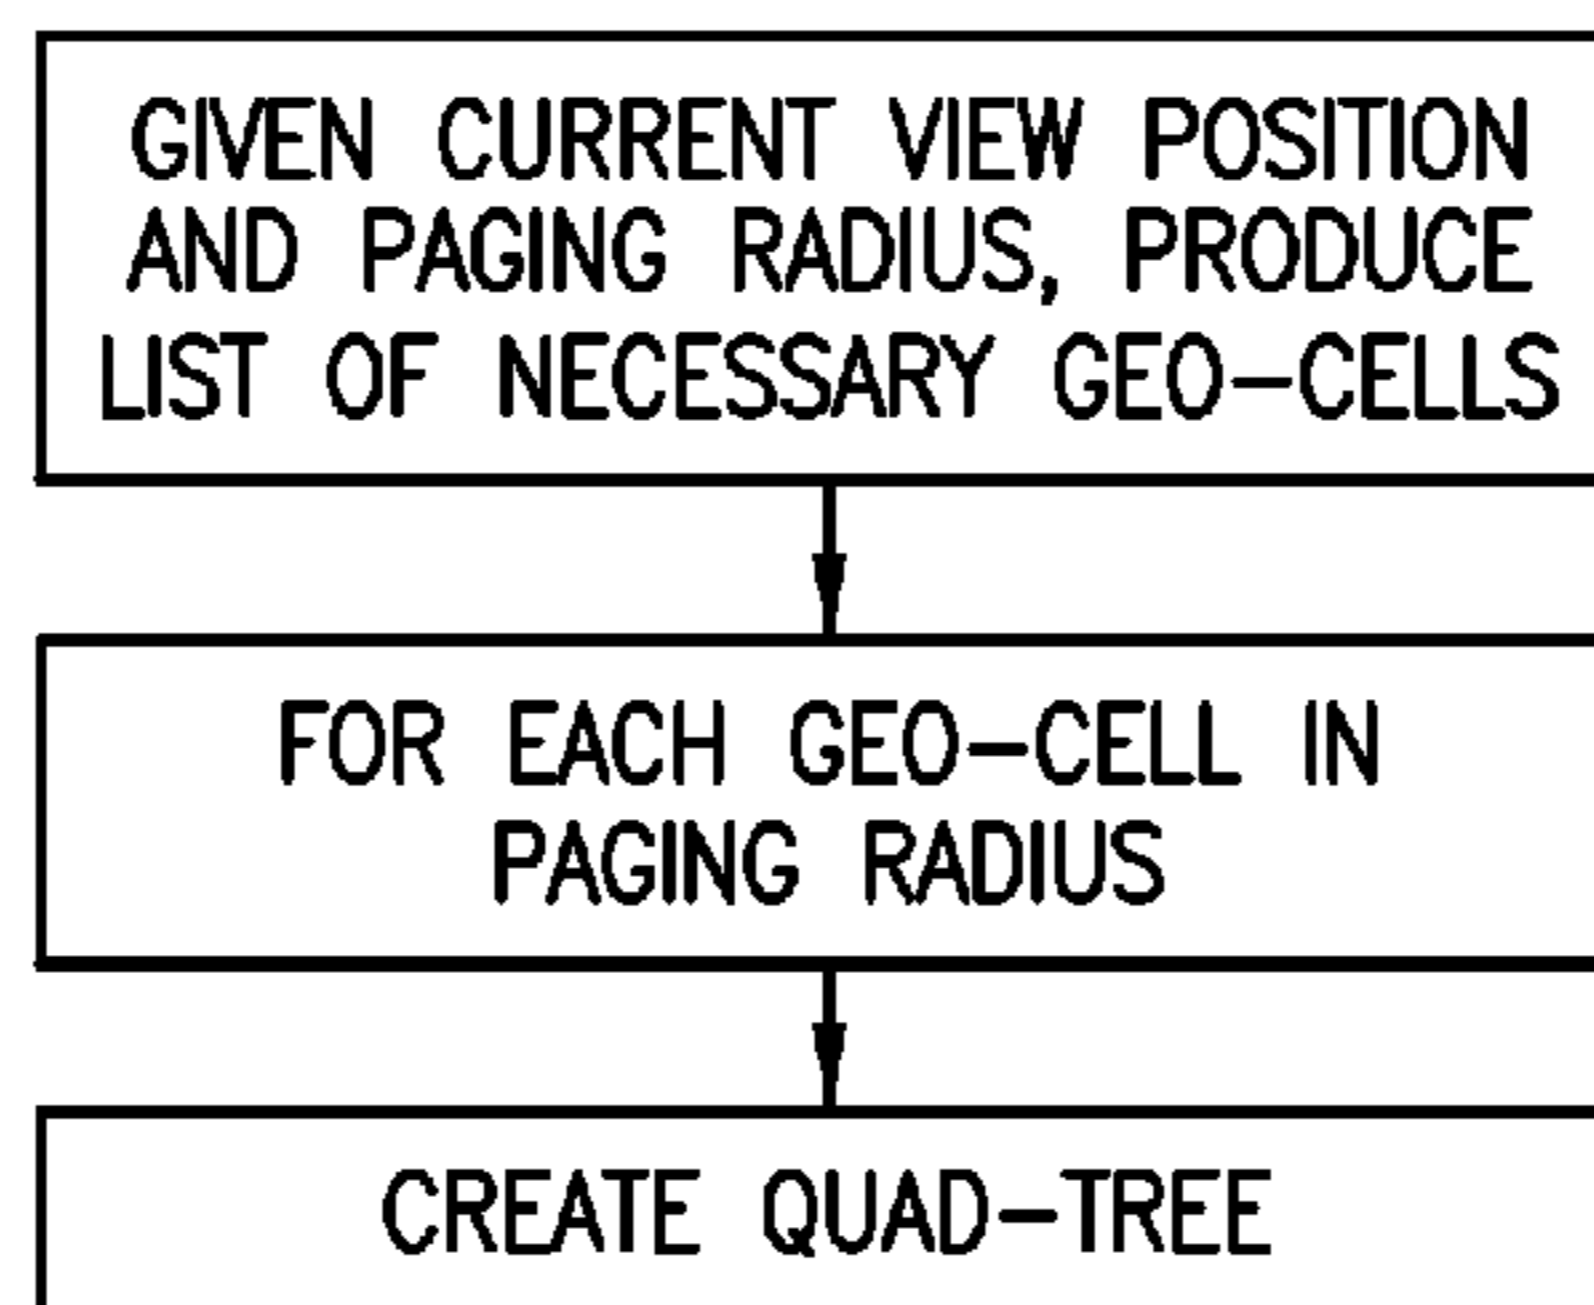 GIVEN CURRENT VIEW POSITION
AND PAGING RADIUS, PRODUCE
LIST OF NECESSARY GEO-CELLS
FOR EACH GEO-CELL IN
PAGING RADIUS
CREATE QUAD-TREE